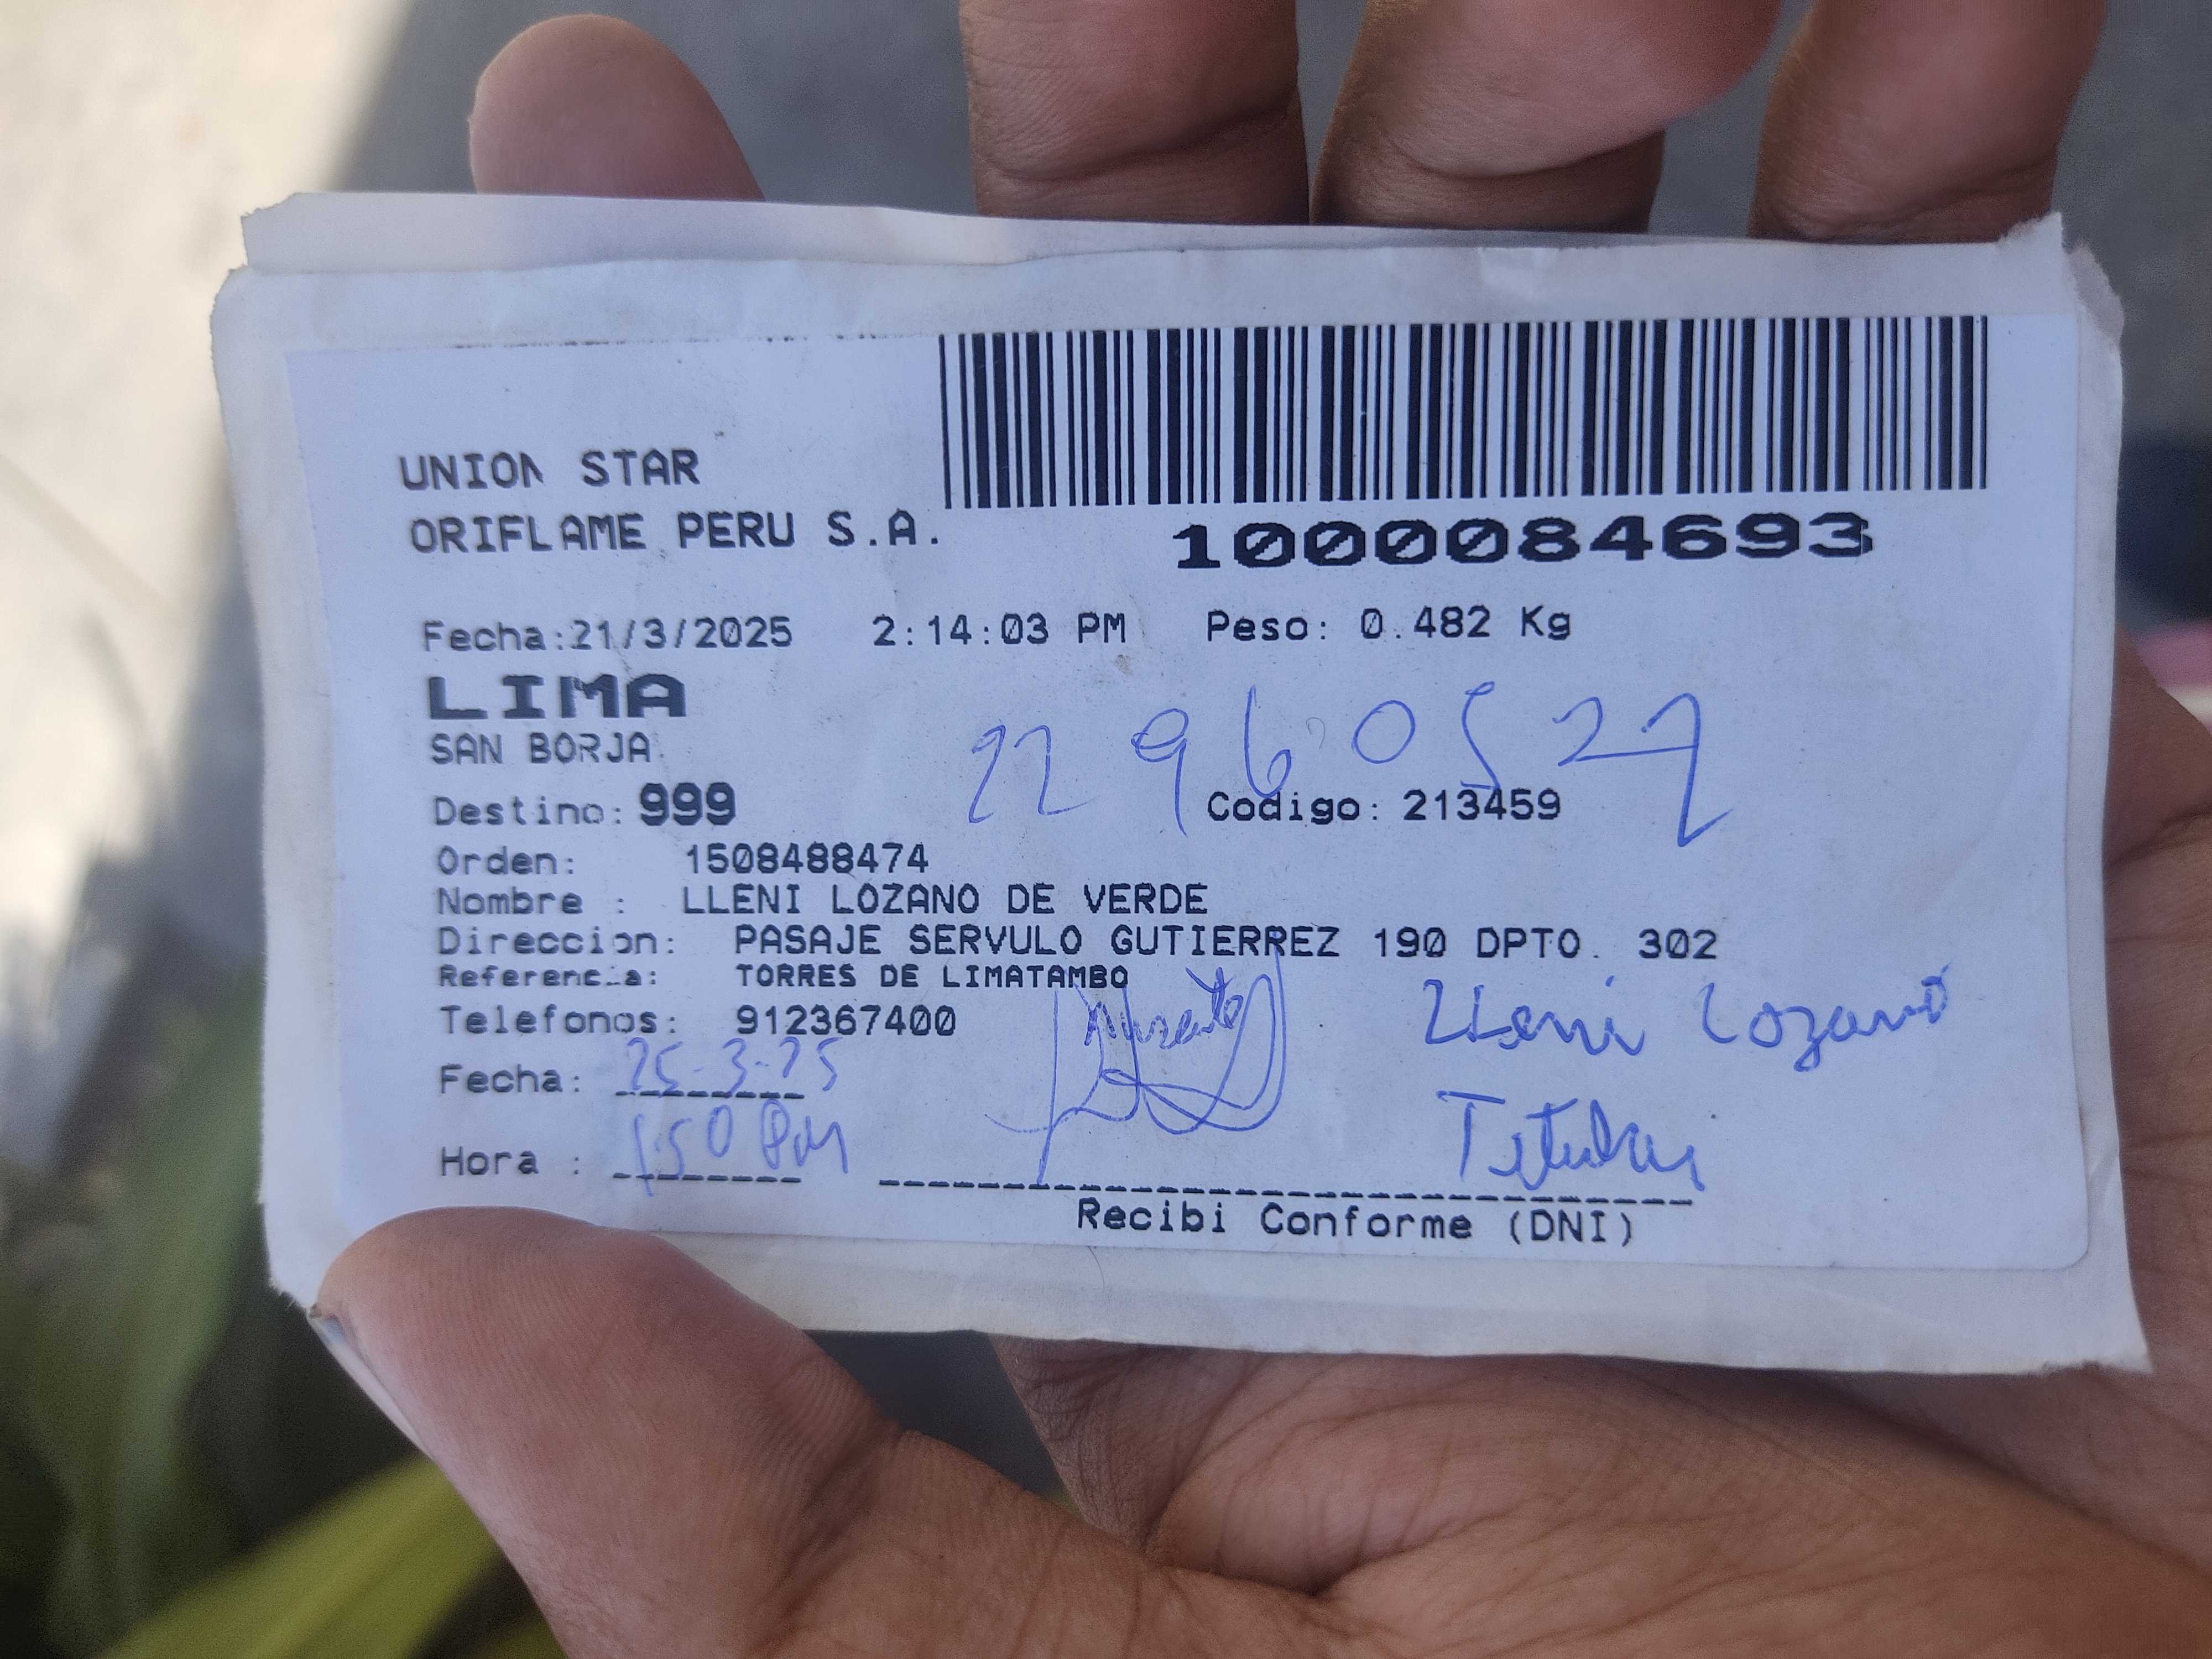 UNION STAR
ORIFLAME PERU S.A.
1000084693
Fecha:21/3/2025 2:14:03 PM Peso: 0.482 Kg
LIMA
SAN BORJA
22960527
Destino: 999 Codigo: 213459
Orden: 1508488474
Nombre : LLENI LOZANO DE VERDE
Direccion: PASAJE SERVULO GUTIERREZ 190 DPTO. 302
Referencia: TORRES DE LIMATAMBO
Telefonos: 912367400
Lleni Lozano
Fecha: 25-3-25
Titular
Hora : 1:50 PM
Recibi Conforme (DNI)